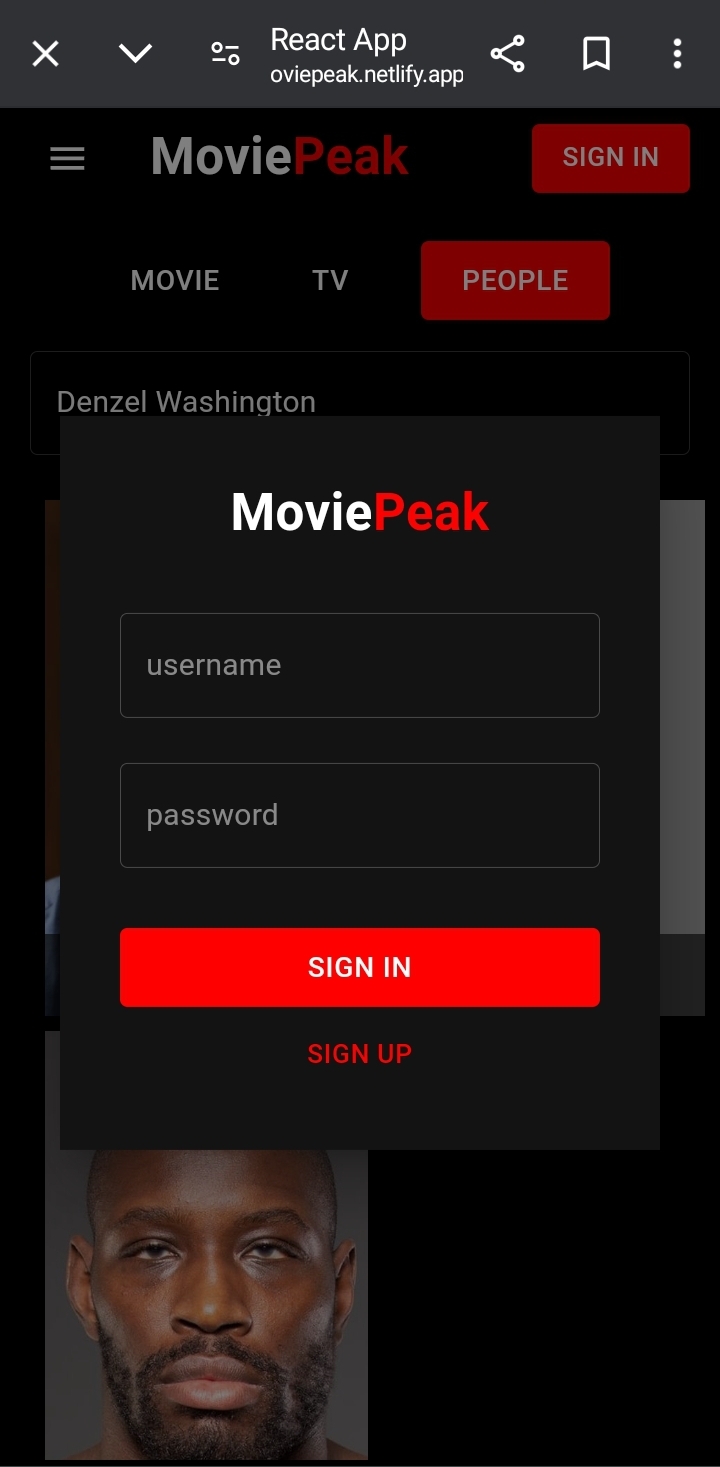 React App
oviepeak.netlify.app
MoviePeak
SIGN IN
MOVIE
TV
PEOPLE
Denzel Washington
MoviePeak
username
password
SIGN IN
SIGN UP